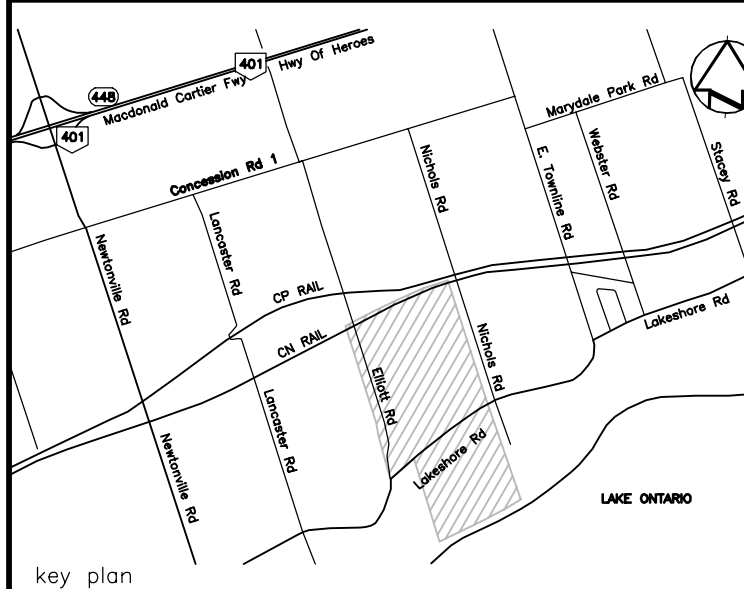 401
Hwy Of Heroes
448
Macdonald Cartier Fwy
401
Marydale Park Rd
Concession Rd 1
Nichols Rd
E. Townline Rd
Webster Rd
Stacey Rd
Newtonville Rd
Lancaster Rd
CP RAIL
CN RAIL
Lakeshore Rd
Nichols Rd
Elliott Rd
Lancaster Rd
Newtonville Rd
Lakeshore Rd
LAKE ONTARIO
key plan